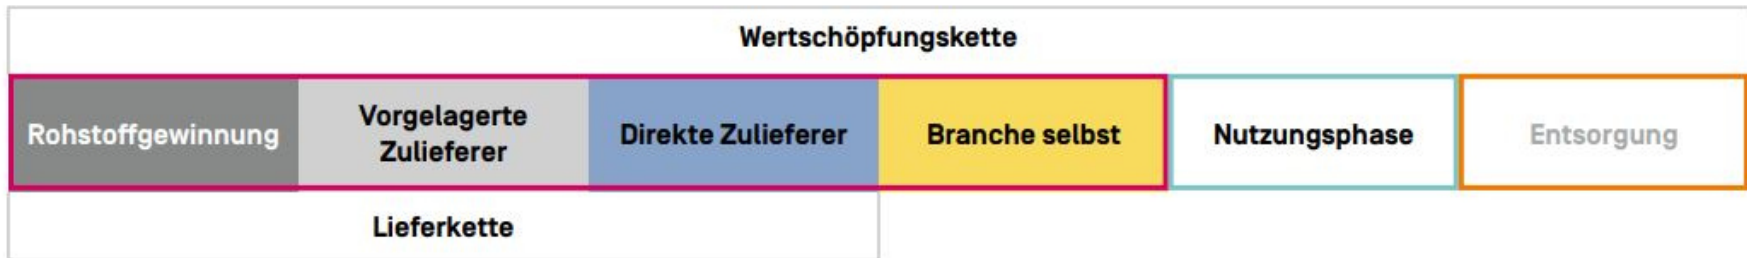 Wertschöpfungskette
Rohstoffgewinnung
Vorgelagerte
Zulieferer
Direkte Zulieferer
Branche selbst
Nutzungsphase
Entsorgung
Lieferkette